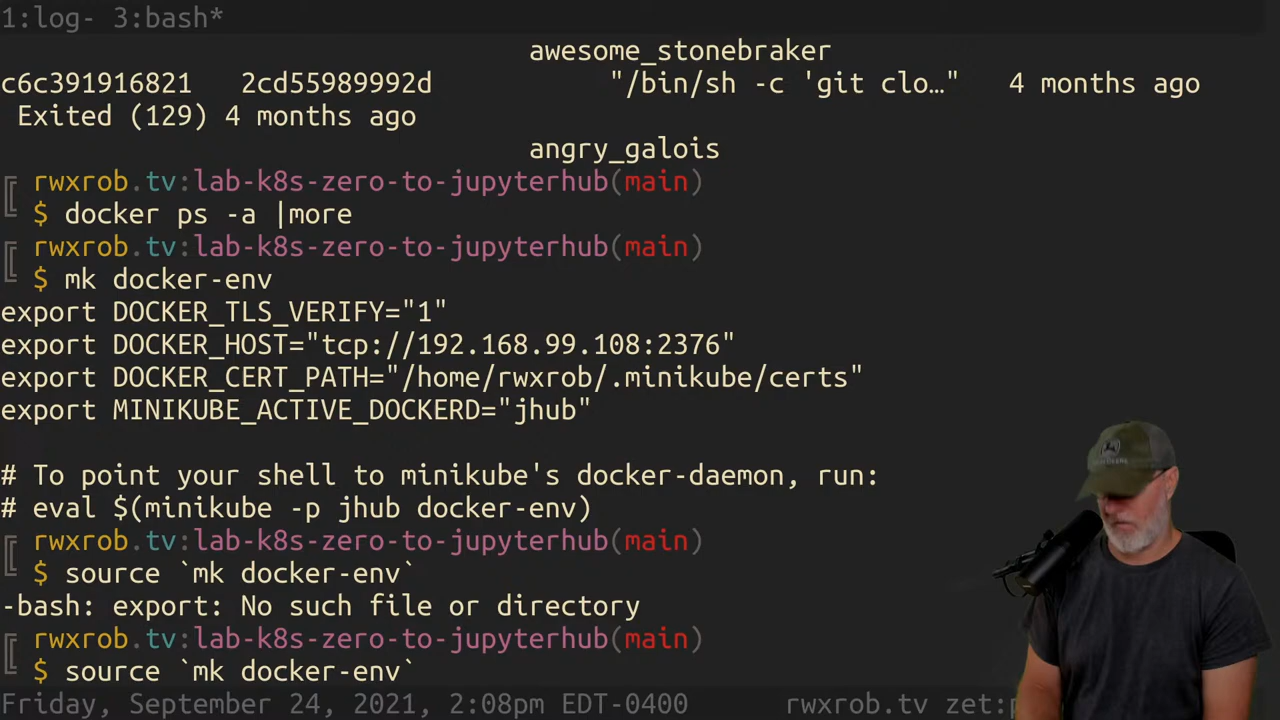 1:log- 3:bash*
awesome_stonebraker
c6c391916821 2cd55989992d "/bin/sh -c 'git clo…" 4 months ago
Exited (129) 4 months ago
angry_galois
rwxrob.tv:lab-k8s-zero-to-jupyterhub(main)
$ docker ps -a |more
rwxrob.tv:lab-k8s-zero-to-jupyterhub(main)
$ mk docker-env
export DOCKER_TLS_VERIFY="1"
export DOCKER_HOST="tcp://192.168.99.108:2376"
export DOCKER_CERT_PATH="/home/rwxrob/.minikube/certs"
export MINIKUBE_ACTIVE_DOCKERD="jhub"
# To point your shell to minikube's docker-daemon, run:
# eval $(minikube -p jhub docker-env)
rwxrob.tv:lab-k8s-zero-to-jupyterhub(main)
$ source `mk docker-env`
-bash: export: No such file or directory
rwxrob.tv:lab-k8s-zero-to-jupyterhub(main)
$ source `mk docker-env`
Friday, September 24, 2021, 2:08pm EDT-0400 rwxrob.tv